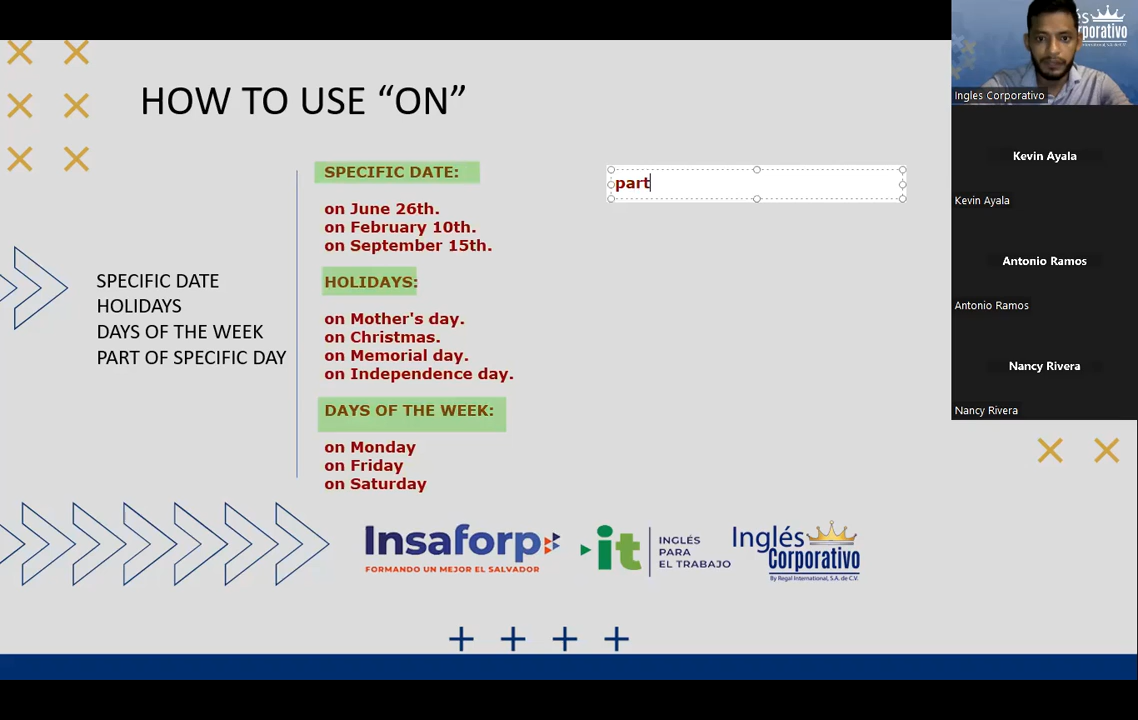 HOW TO USE “ON”
SPECIFIC DATE
HOLIDAYS
DAYS OF THE WEEK
PART OF SPECIFIC DAY
SPECIFIC DATE:
on June 26th.
on February 10th.
on September 15th.
HOLIDAYS:
on Mother's day.
on Christmas.
on Memorial day.
on Independence day.
DAYS OF THE WEEK:
on Monday
on Friday
on Saturday
part
Insaforp
FORMANDO UN MEJOR EL SALVADOR
it
INGLÉS
PARA
EL TRABAJO
Inglés
Corporativo
By Regal International, S.A. de C.V.
Ingles Corporativo
Kevin Ayala
Kevin Ayala
Antonio Ramos
Antonio Ramos
Nancy Rivera
Nancy Rivera